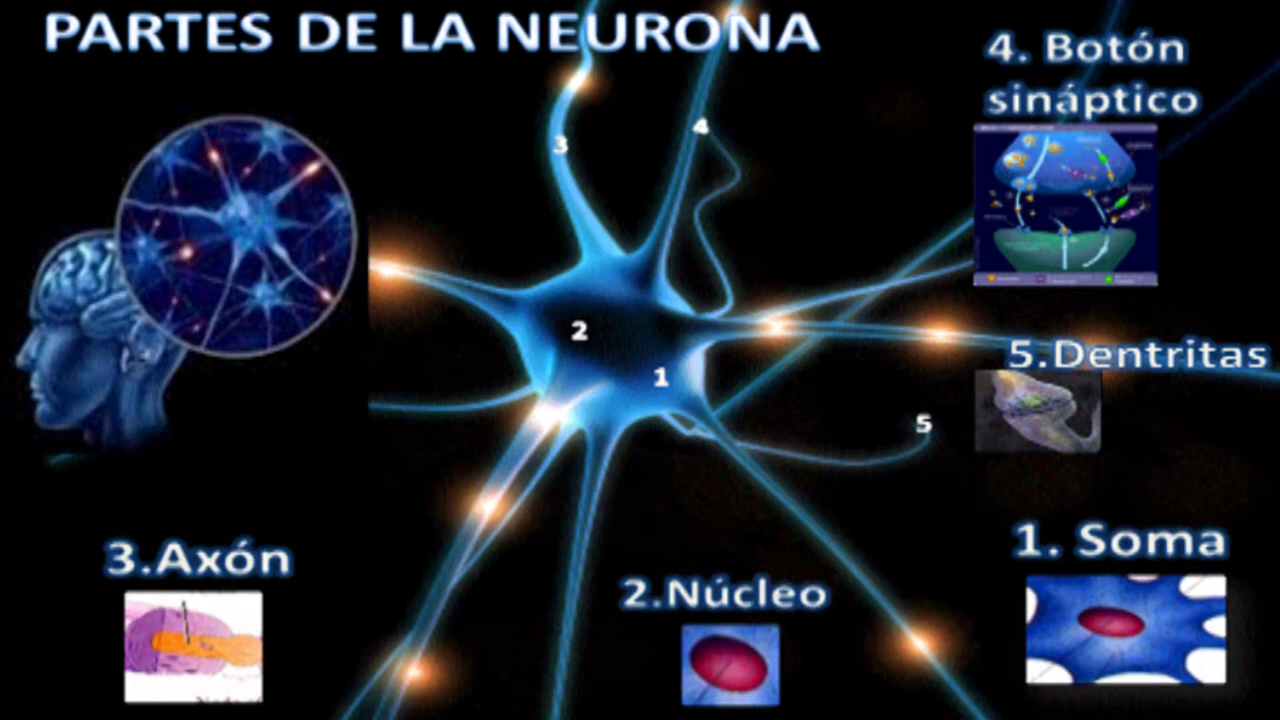 PARTES DE LA NEURONA
4. Botón
sináptico
3
4
2
1
5.Dentritas
5
3.Axón
2.Núcleo
1. Soma